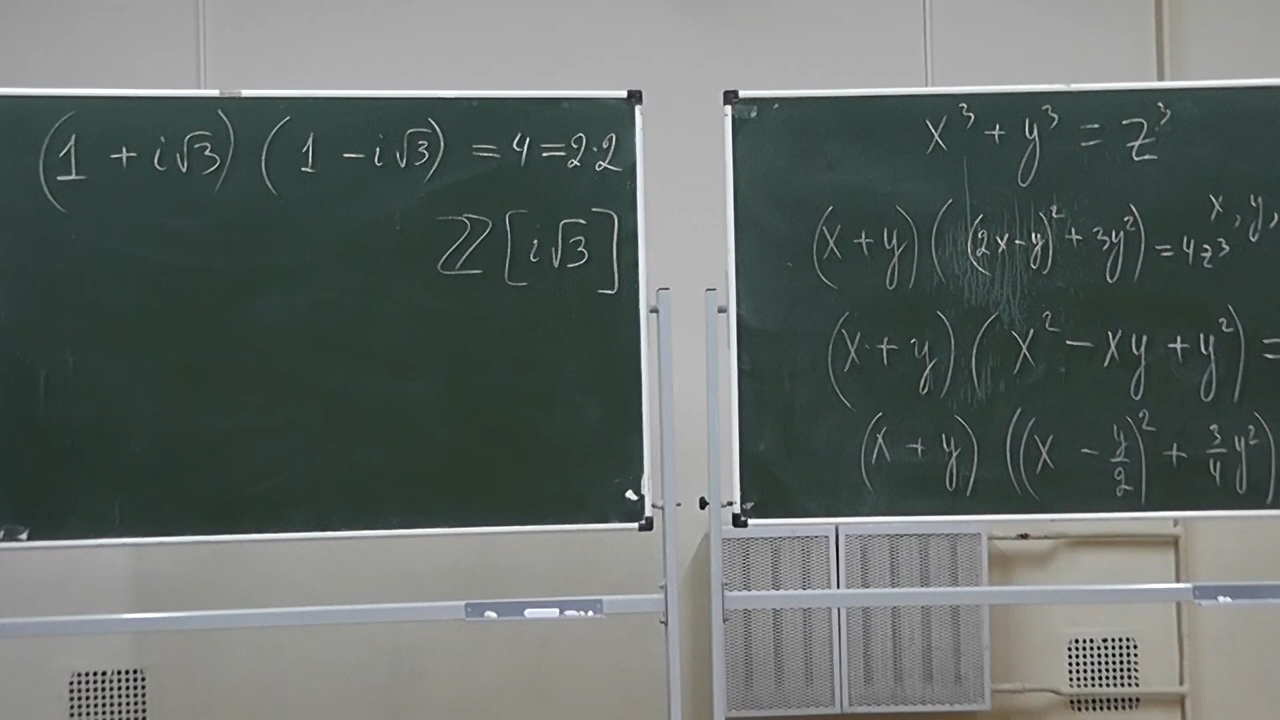 (1 + i√3) (1 - i√3) = 4 = 2·2
ℤ[i√3]
x³ + y³ = z³
x, y,
(x + y)((2x - y)² + 3y²) = 4z³
(x + y)(x² - xy + y²) =
(x + y)((x - y/2)² + 3/4 y²)